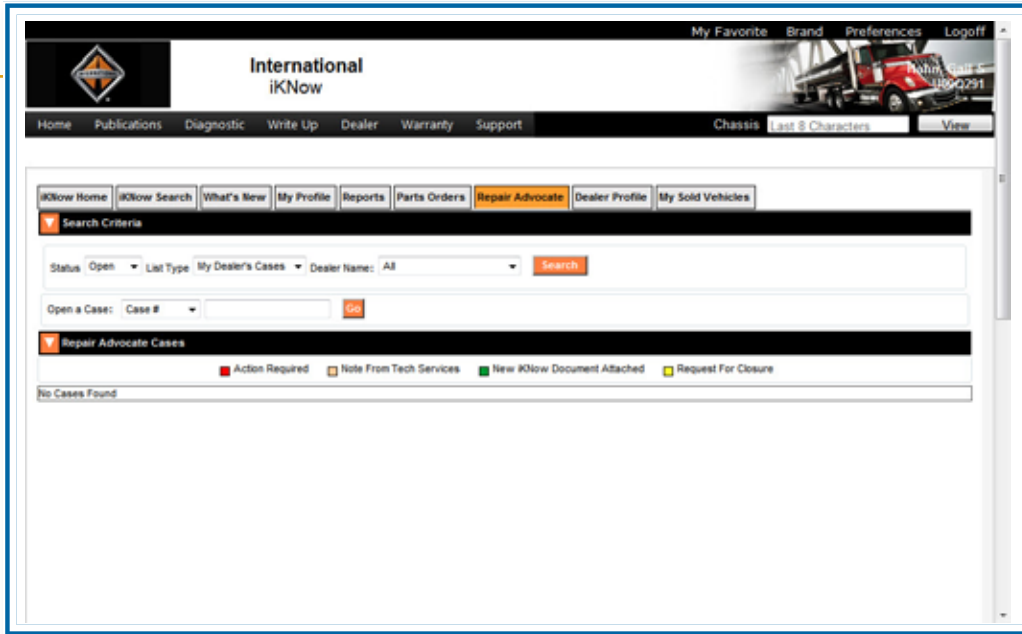 My Favorite Brand Preferences Logoff
International
iKNow
Hahn, Gail S
Home Publications Diagnostic Write Up Dealer Warranty Support Chassis Last 8 Characters View
iKNow Home iKNow Search What's New My Profile Reports Parts Orders Repair Advocate Dealer Profile My Sold Vehicles
Search Criteria
Status Open List Type My Dealer's Cases Dealer Name: All Search
Open a Case: Case # Go
Repair Advocate Cases
Action Required Note From Tech Services New iKNow Document Attached Request For Closure
No Cases Found